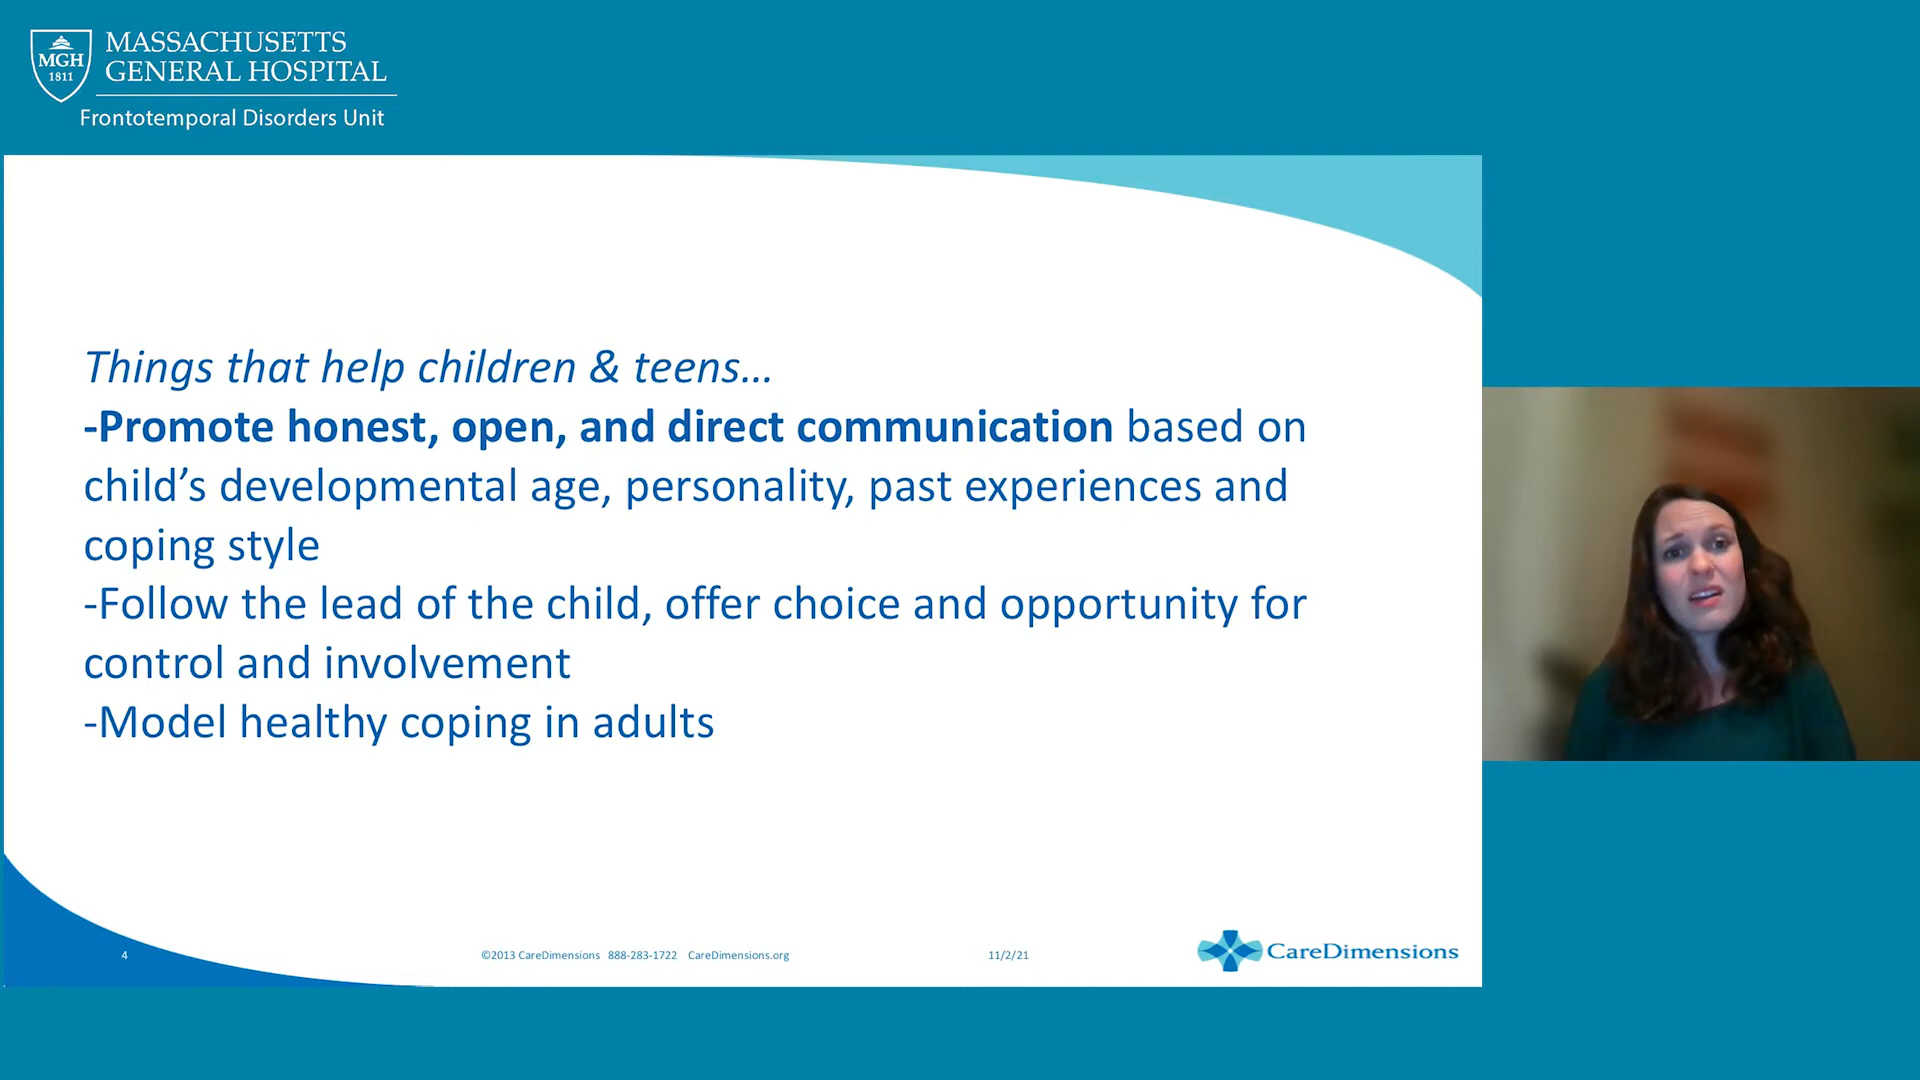 MGH
1811
MASSACHUSETTS
GENERAL HOSPITAL
Frontotemporal Disorders Unit
Things that help children & teens...
-Promote honest, open, and direct communication based on
child’s developmental age, personality, past experiences and
coping style
-Follow the lead of the child, offer choice and opportunity for
control and involvement
-Model healthy coping in adults
4
©2013 CareDimensions 888-283-1722 CareDimensions.org
11/2/21
CareDimensions